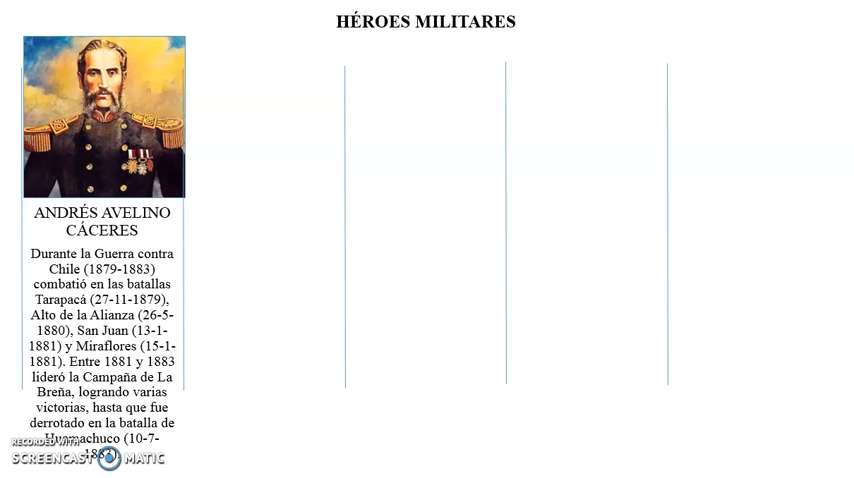 HÉROES MILITARES
ANDRÉS AVELINO
CÁCERES
Durante la Guerra contra
Chile (1879-1883)
combatió en las batallas
Tarapacá (27-11-1879),
Alto de la Alianza (26-5-
1880), San Juan (13-1-
1881) y Miraflores (15-1-
1881). Entre 1881 y 1883
lideró la Campaña de La
Breña, logrando varias
victorias, hasta que fue
derrotado en la batalla de
Huamachuco (10-7-
1883).
RECORDED WITH
SCREENCAST MATIC